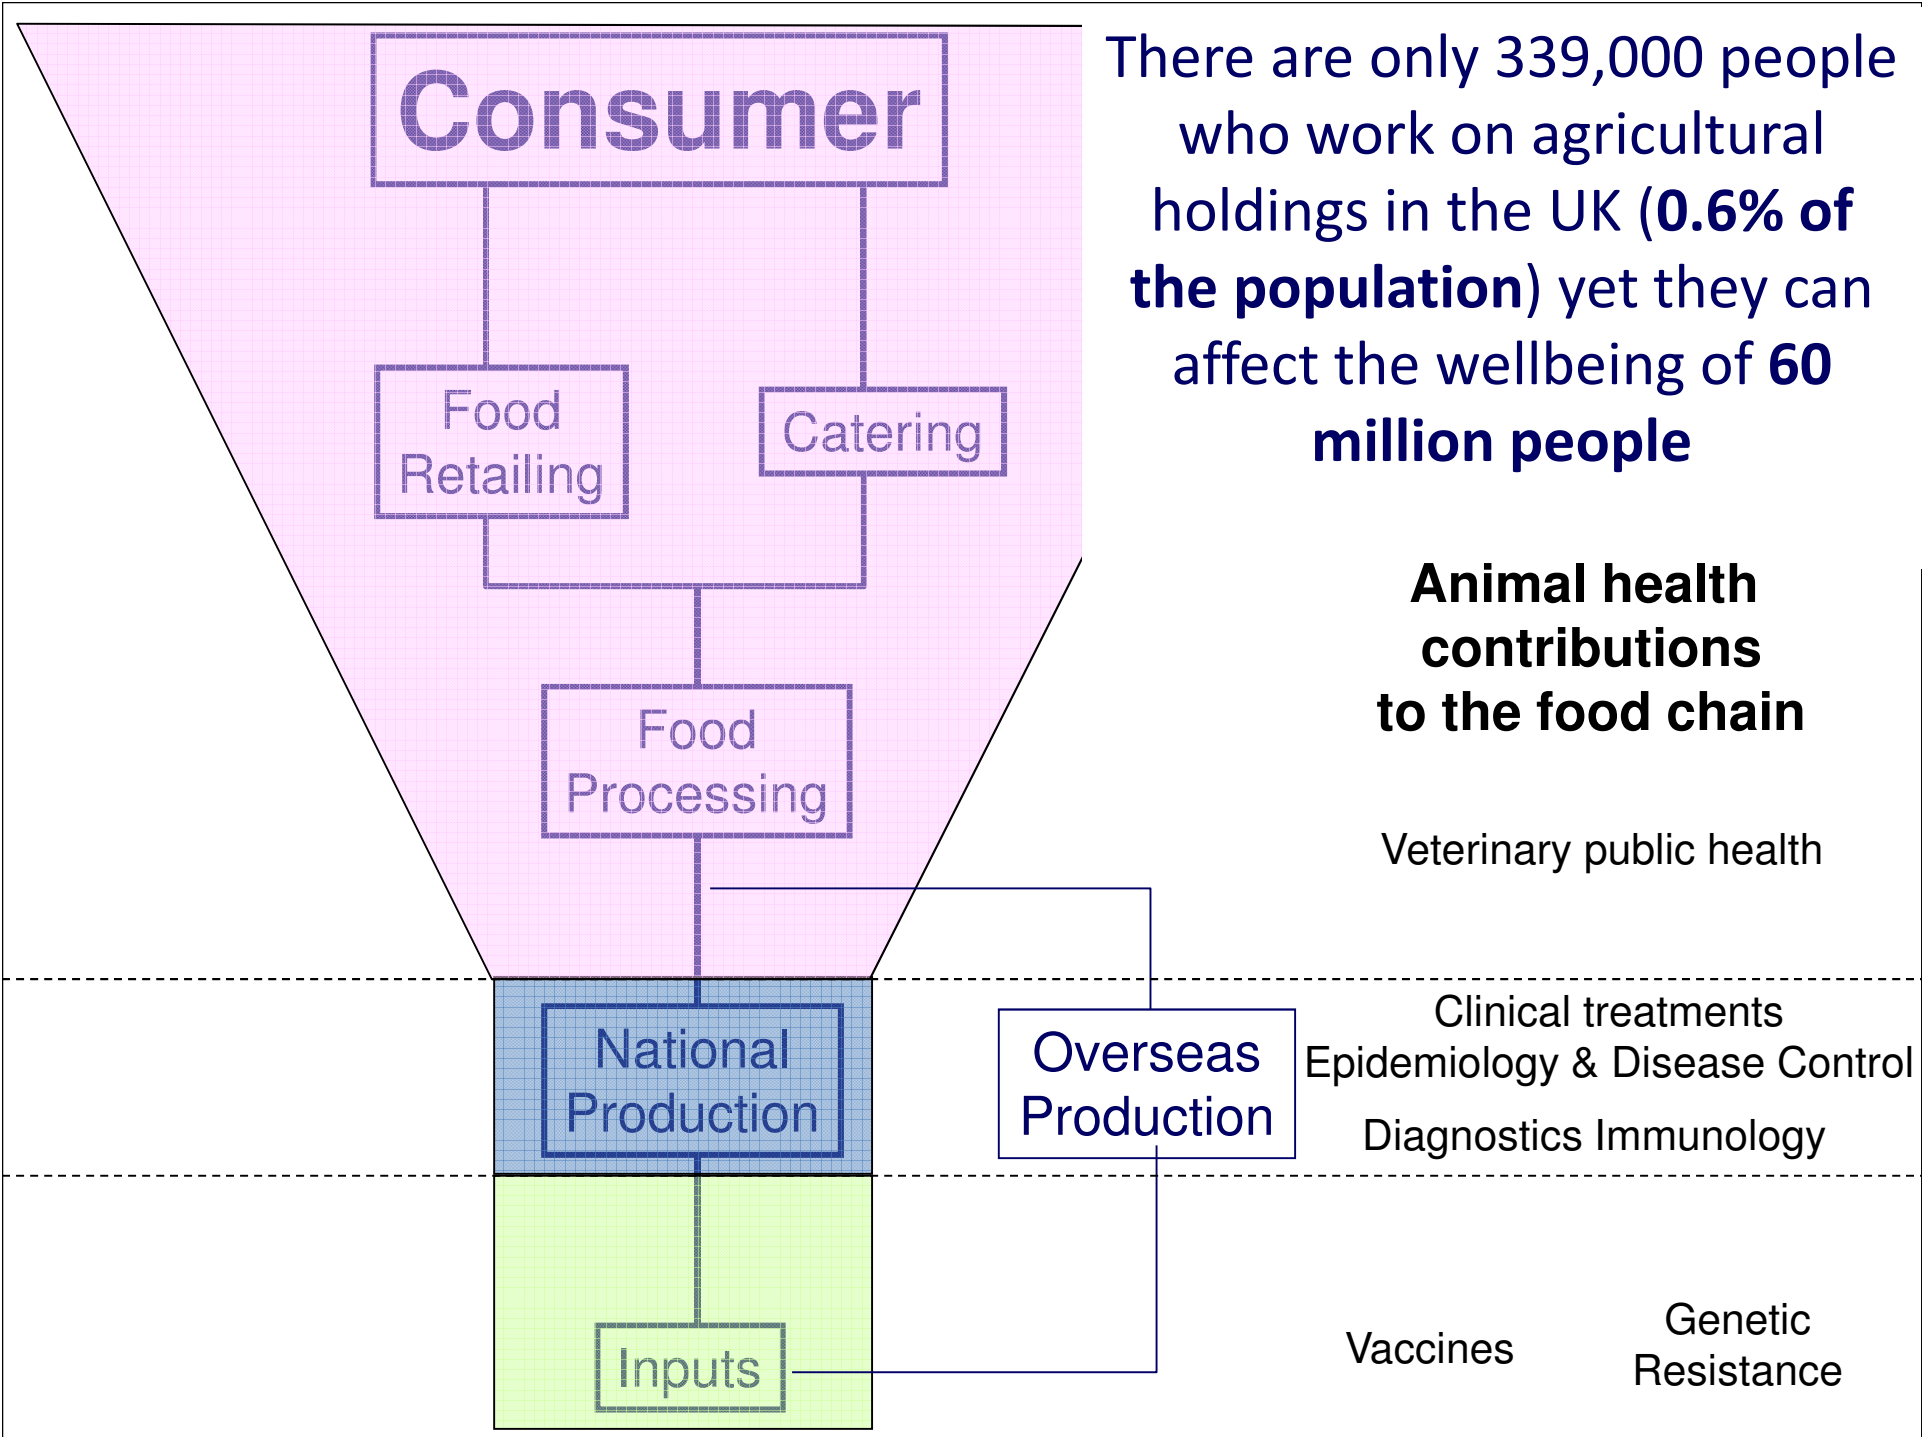 Consumer
There are only 339,000 people
who work on agricultural
holdings in the UK (0.6% of
the population) yet they can
affect the wellbeing of 60
million people
Food
Retailing
Catering
Animal health
contributions
to the food chain
Food
Processing
Veterinary public health
National
Production
Overseas
Production
Clinical treatments
Epidemiology & Disease Control
Diagnostics Immunology
Inputs
Vaccines
Genetic
Resistance